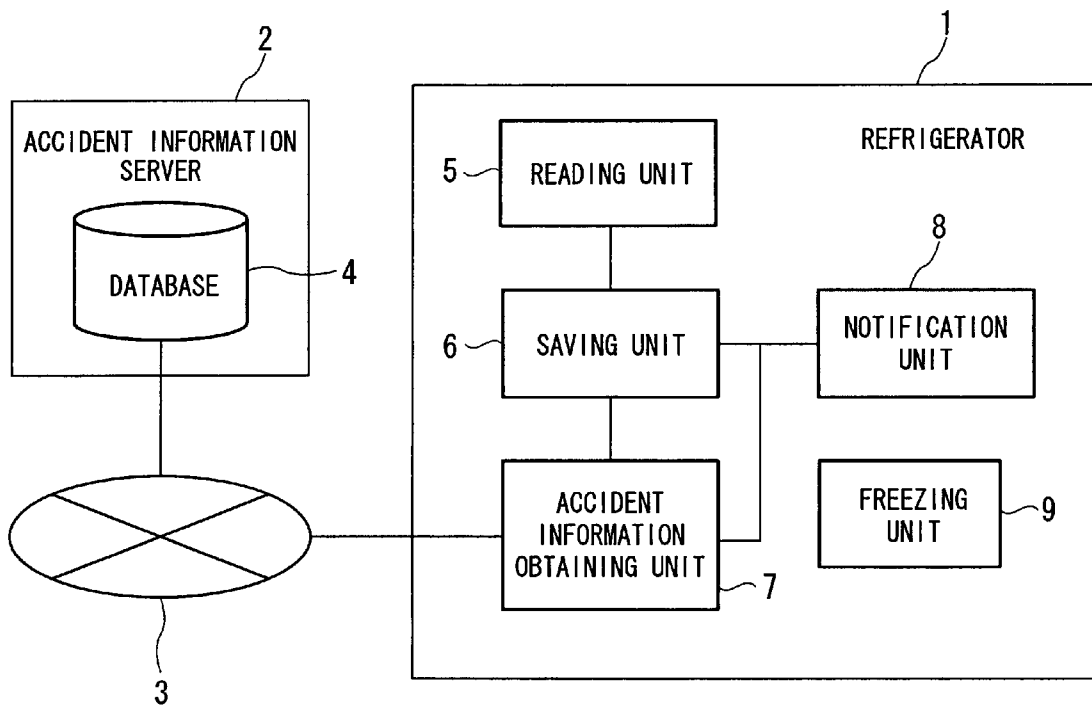 2
ACCIDENT INFORMATION
SERVER
DATABASE
4
3
1
REFRIGERATOR
5
READING UNIT
6
SAVING UNIT
8
NOTIFICATION
UNIT
ACCIDENT
INFORMATION
OBTAINING UNIT
7
FREEZING
UNIT
9